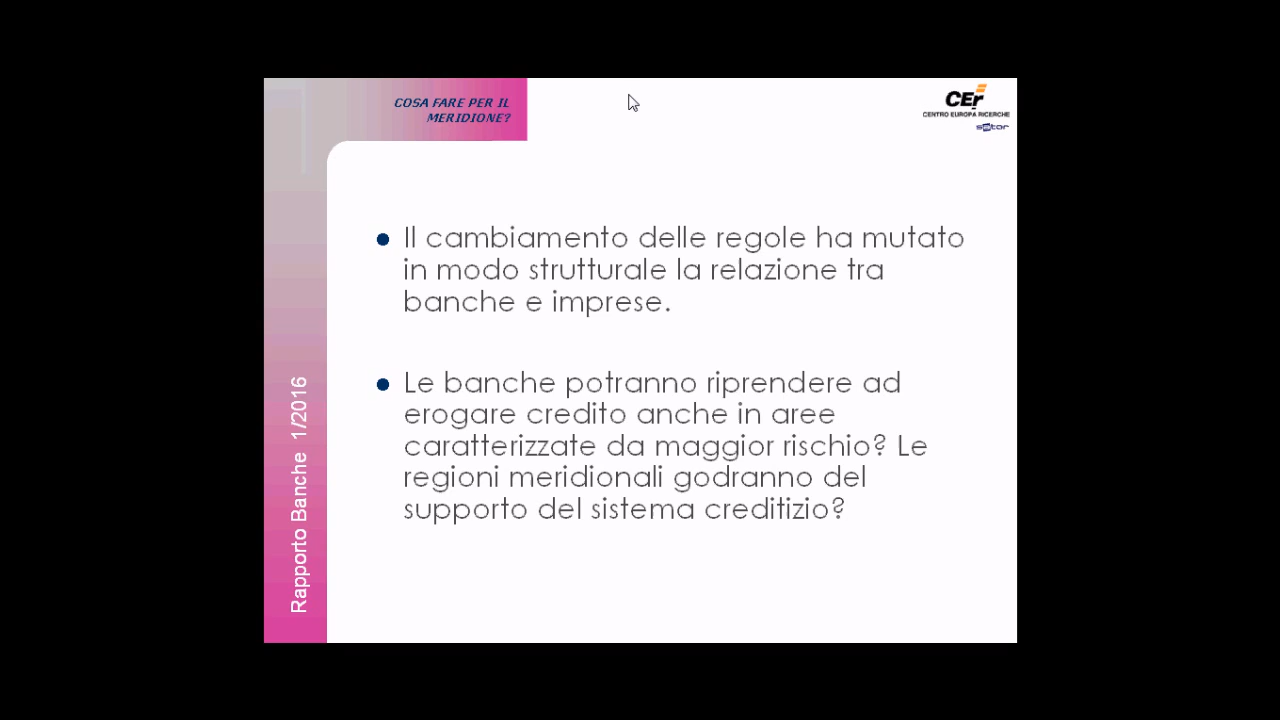 COSA FARE PER IL
MERIDIONE?
CEr
CENTRO EUROPA RICERCHE
sator
Il cambiamento delle regole ha mutato
in modo strutturale la relazione tra
banche e imprese.
Le banche potranno riprendere ad
erogare credito anche in aree
caratterizzate da maggior rischio? Le
regioni meridionali godranno del
supporto del sistema creditizio?
Rapporto Banche 1/2016